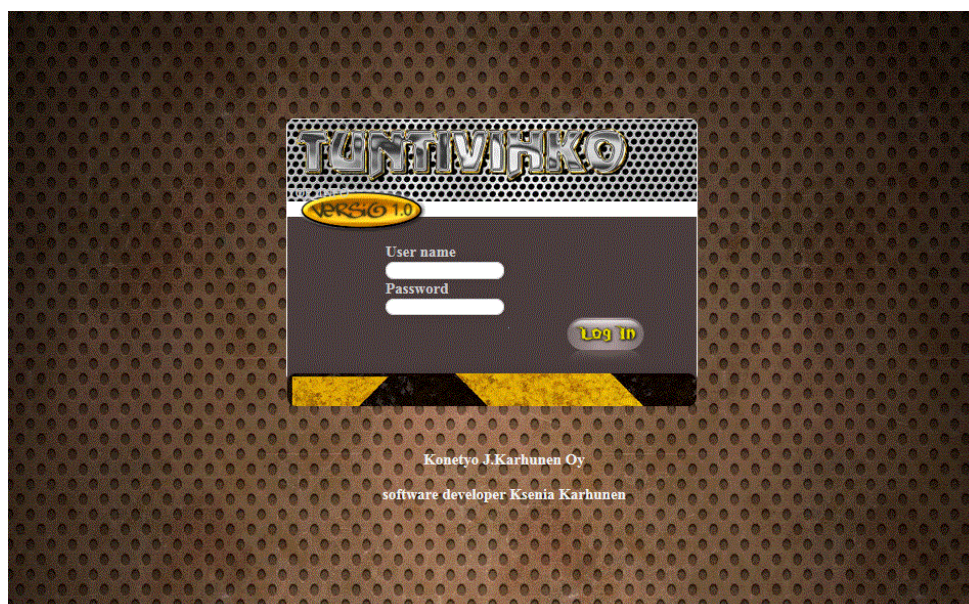 TUNTIVIHKO
VERSIO 1.0
User name
Password
Log In
Konetyo J.Karhunen Oy
software developer Ksenia Karhunen